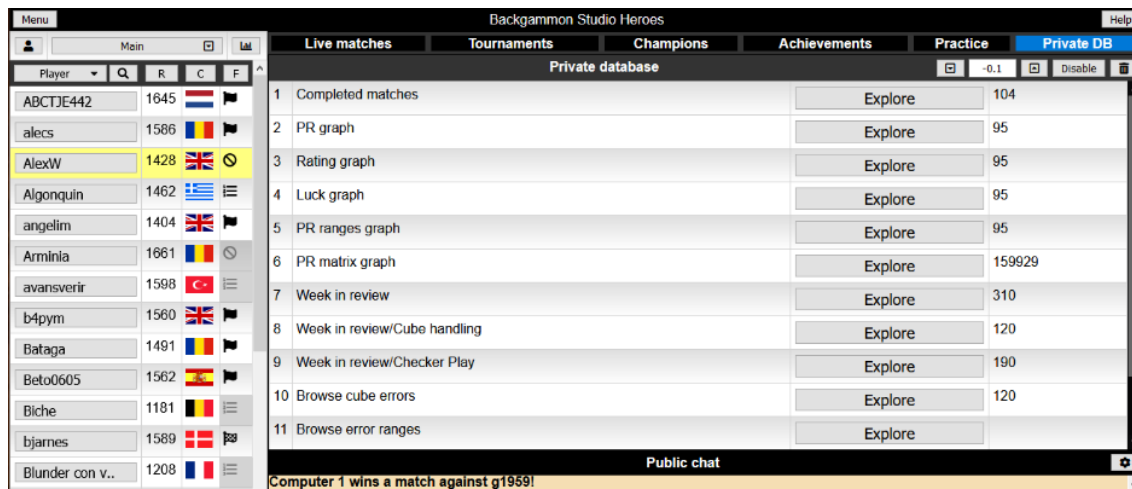 Menu
Backgammon Studio Heroes
Help
Main
Live matches
Tournaments
Champions
Achievements
Practice
Private DB
Player
R
C
F
Private database
-0.1
Disable
ABCTJE442 1645
alecs 1586
AlexW 1428
Algonquin 1462
angelim 1404
Arminia 1661
avansverir 1598
b4pym 1560
Bataga 1491
Beto0605 1562
Biche 1181
bjarnes 1589
Blunder con v.. 1208
1 Completed matches Explore 104
2 PR graph Explore 95
3 Rating graph Explore 95
4 Luck graph Explore 95
5 PR ranges graph Explore 95
6 PR matrix graph Explore 159929
7 Week in review Explore 310
8 Week in review/Cube handling Explore 120
9 Week in review/Checker Play Explore 190
10 Browse cube errors Explore 120
11 Browse error ranges Explore
Public chat
Computer 1 wins a match against g1959!